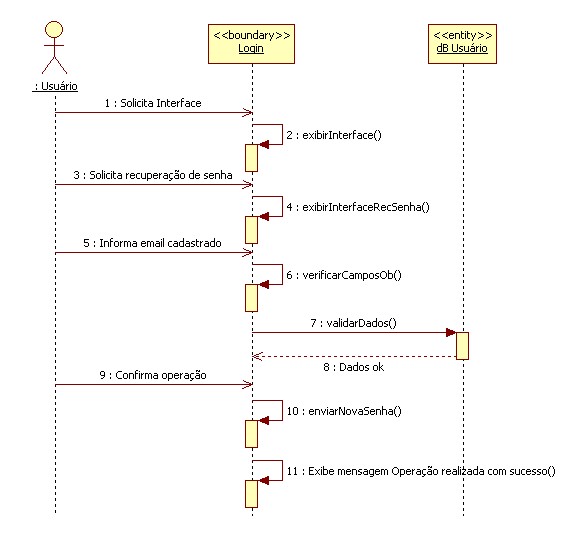 <<boundary>>
Login
<<entity>>
dB Usuário
: Usuário
1 : Solicita Interface
2 : exibirInterface()
3 : Solicita recuperação de senha
4 : exibirInterfaceRecSenha()
5 : Informa email cadastrado
6 : verificarCamposOb()
7 : validarDados()
8 : Dados ok
9 : Confirma operação
10 : enviarNovaSenha()
11 : Exibe mensagem Operação realizada com sucesso()